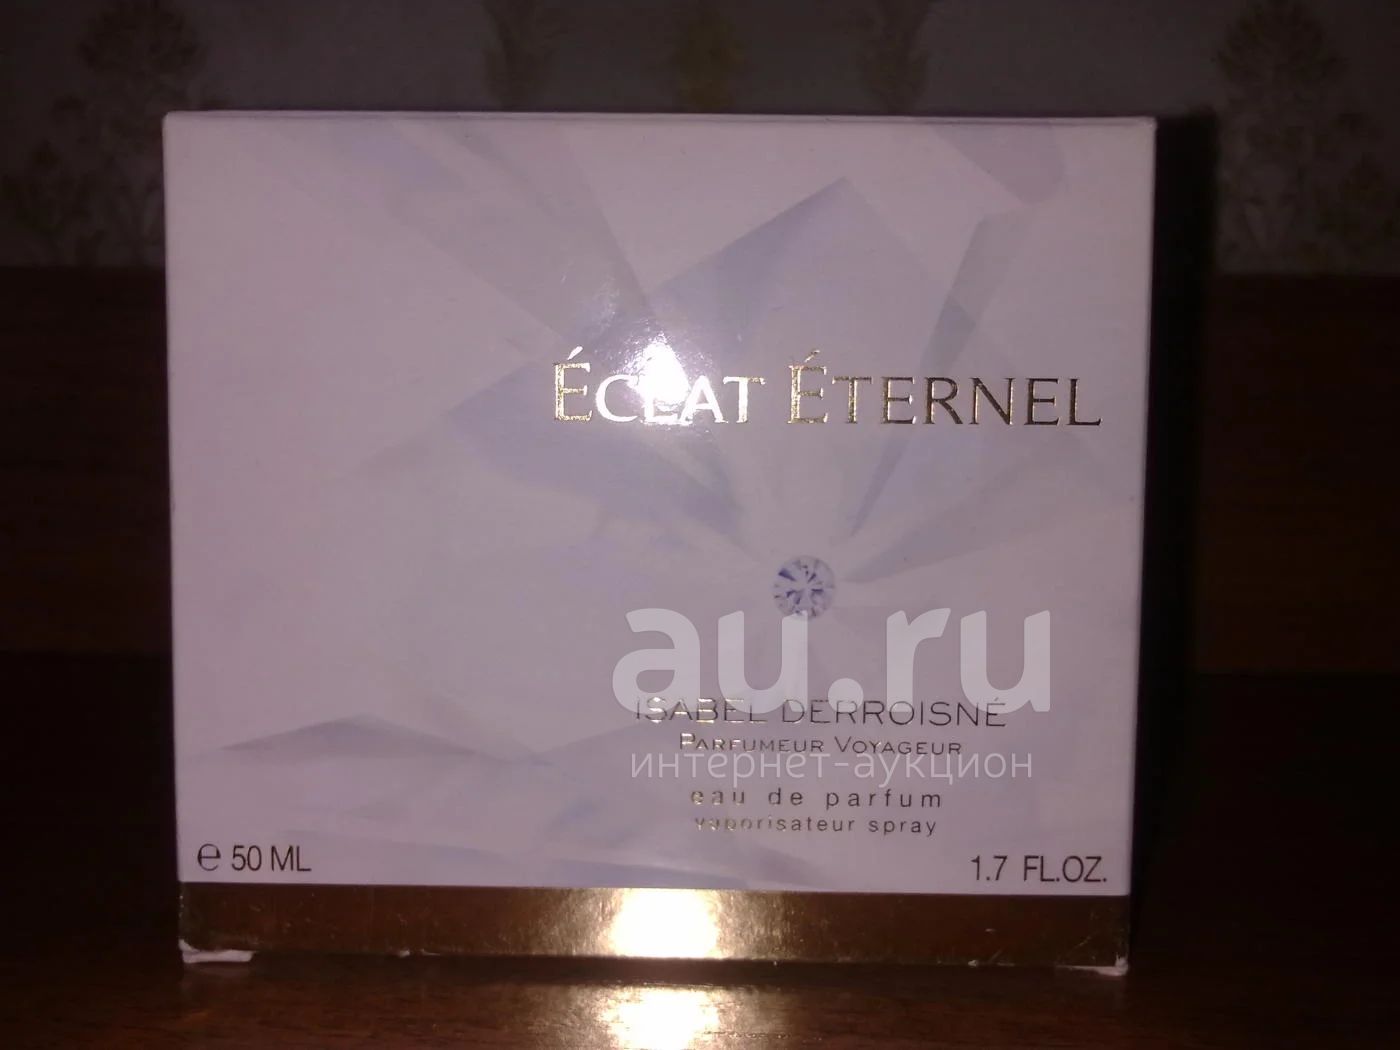 ÉCLAT ÉTERNEL
au.ru
ISABEL DERROISNÉ
PARFUMEUR VOYAGEUR
интернет-аукцион
eau de parfum
vaporisateur spray
e 50 ML
1.7 FL.OZ.